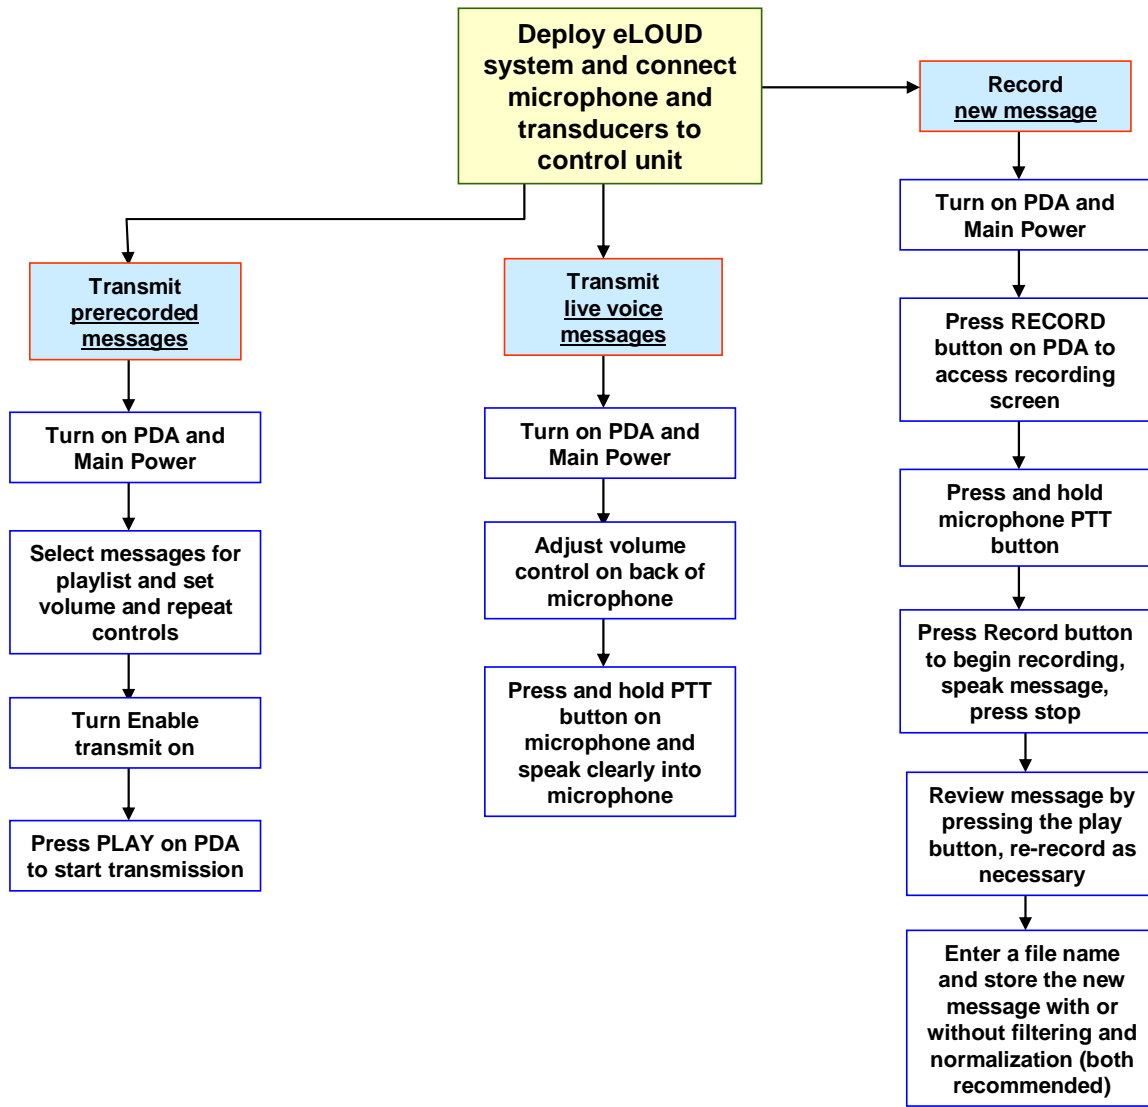 Deploy eLOUD
system and connect
microphone and
transducers to
control unit
Transmit
prerecorded
messages
Turn on PDA and
Main Power
Select messages for
playlist and set
volume and repeat
controls
Turn Enable
transmit on
Press PLAY on PDA
to start transmission
Transmit
live voice
messages
Turn on PDA and
Main Power
Adjust volume
control on back of
microphone
Press and hold PTT
button on
microphone and
speak clearly into
microphone
Record
new message
Turn on PDA and
Main Power
Press RECORD
button on PDA to
access recording
screen
Press and hold
microphone PTT
button
Press Record button
to begin recording,
speak message,
press stop
Review message by
pressing the play
button, re-record as
necessary
Enter a file name
and store the new
message with or
without filtering and
normalization (both
recommended)